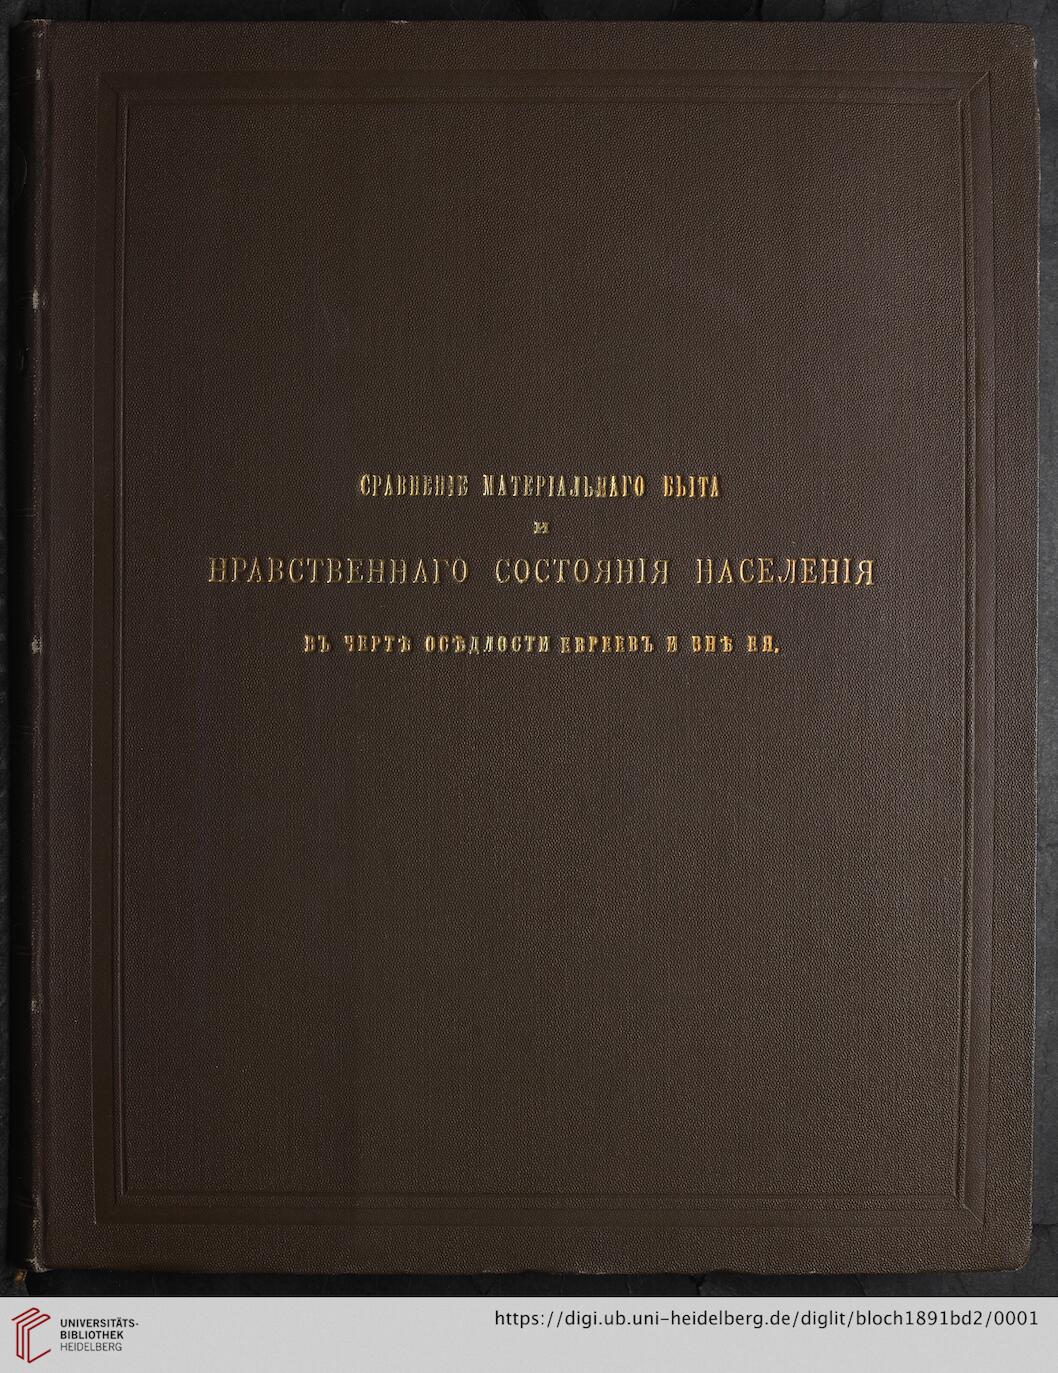 СРАВНЕНІЕ МАТЕРІАЛЬНАГО БЫТА
И
НРАВСТВЕННАГО СОСТОЯНІЯ НАСЕЛЕНІЯ
ВЪ ЧЕРТѢ ОСѢДЛОСТИ ЕВРЕЕВЪ И ВНѢ ЕЯ.
UNIVERSITÄTS-
BIBLIOTHEK
HEIDELBERG
https://digi.ub.uni-heidelberg.de/diglit/bloch1891bd2/0001